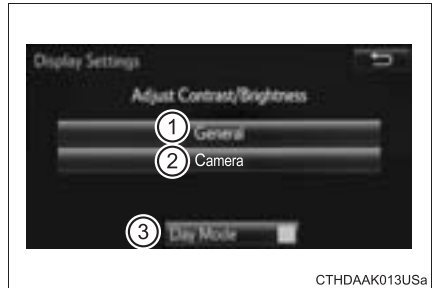 Display Settings
Adjust Contrast/Brightness
1 General
2 Camera
3 Day Mode
CTHDAAK013USa